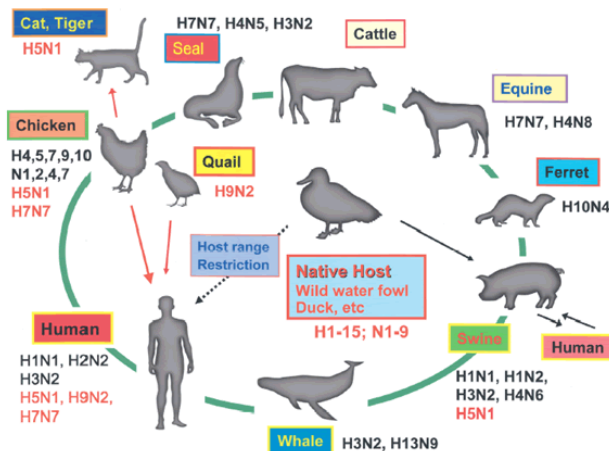 Cat, Tiger
H5N1
H7N7, H4N5, H3N2
Seal
Cattle
Equine
H7N7, H4N8
Chicken
H4,5,7,9,10
N1,2,4,7
H5N1
H7N7
Quail
H9N2
Ferret
H10N4
Host range
Restriction
Native Host
Wild water fowl
Duck, etc
H1-15; N1-9
Human
H1N1, H2N2
H3N2
H5N1, H9N2,
H7N7
Swine
H1N1, H1N2,
H3N2, H4N6
H5N1
Human
Whale
H3N2, H13N9